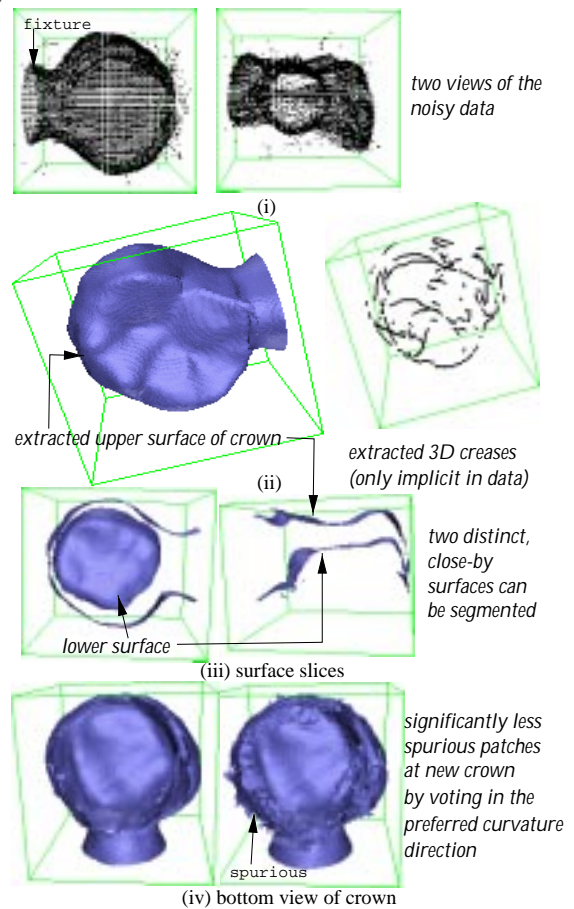 fixture
two views of the
noisy data
(i)
extracted upper surface of crown
extracted 3D creases
(only implicit in data)
(ii)
two distinct,
close-by
surfaces can
be segmented
lower surface
(iii) surface slices
significantly less
spurious patches
at new crown
by voting in the
preferred curvature
direction
spurious
(iv) bottom view of crown